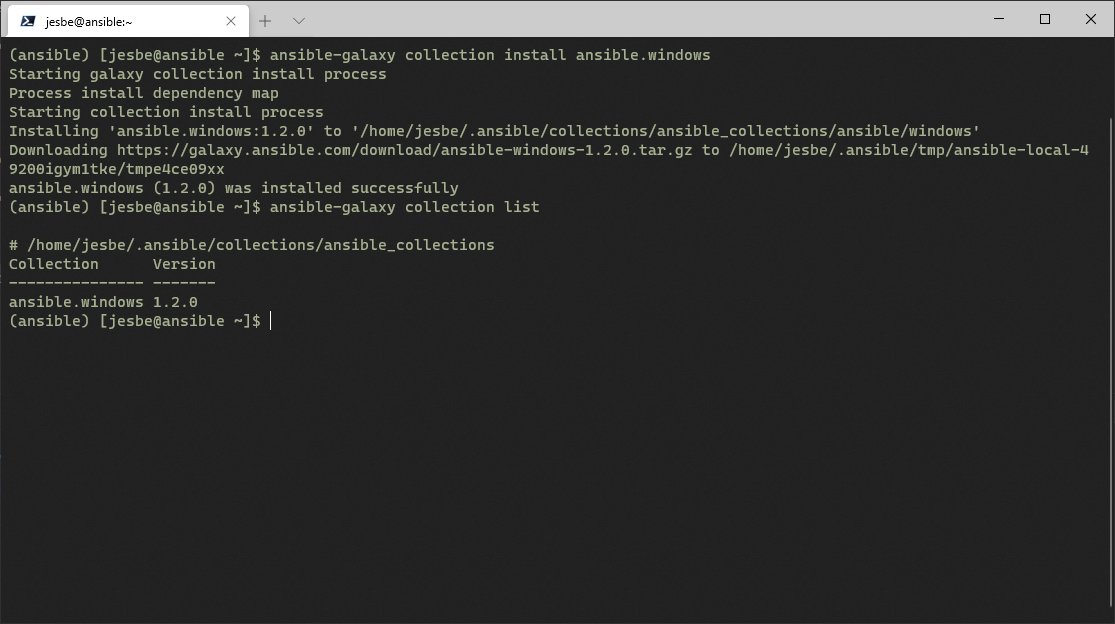 jesbe@ansible:~
(ansible) [jesbe@ansible ~]$ ansible-galaxy collection install ansible.windows
Starting galaxy collection install process
Process install dependency map
Starting collection install process
Installing 'ansible.windows:1.2.0' to '/home/jesbe/.ansible/collections/ansible_collections/ansible/windows'
Downloading https://galaxy.ansible.com/download/ansible-windows-1.2.0.tar.gz to /home/jesbe/.ansible/tmp/ansible-local-4
9200igym1tke/tmpe4ce09xx
ansible.windows (1.2.0) was installed successfully
(ansible) [jesbe@ansible ~]$ ansible-galaxy collection list
# /home/jesbe/.ansible/collections/ansible_collections
Collection      Version
--------------- -------
ansible.windows 1.2.0
(ansible) [jesbe@ansible ~]$